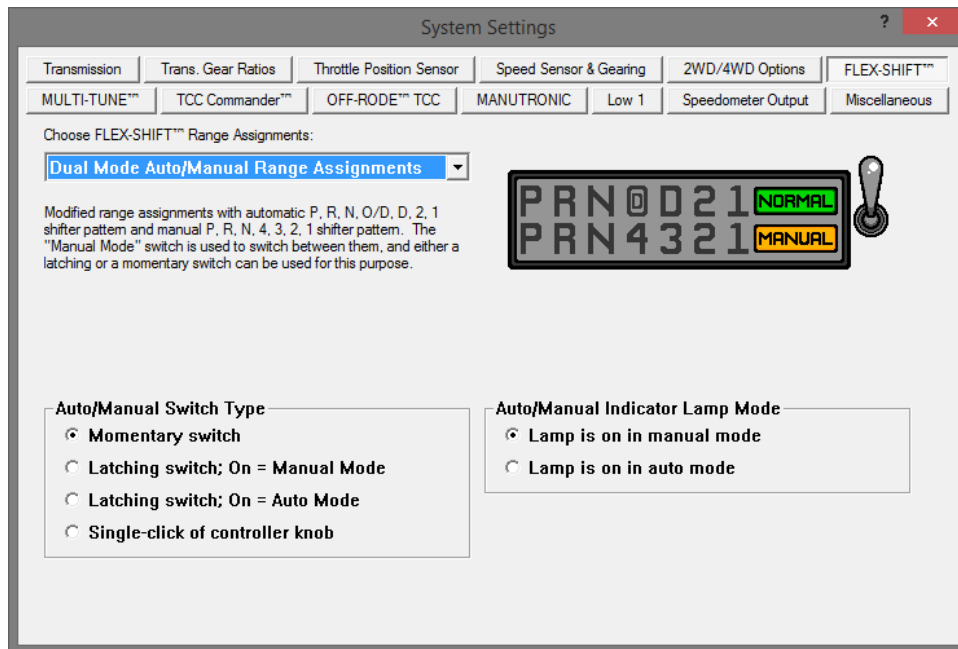 System Settings
?
×
Transmission
Trans. Gear Ratios
Throttle Position Sensor
Speed Sensor & Gearing
2WD/4WD Options
FLEX-SHIFT™
MULTI-TUNE™
TCC Commander™
OFF-RODE™ TCC
MANUTRONIC
Low 1
Speedometer Output
Miscellaneous
Choose FLEX-SHIFT™ Range Assignments:
Dual Mode Auto/Manual Range Assignments
Modified range assignments with automatic P, R, N, O/D, D, 2, 1
shifter pattern and manual P, R, N, 4, 3, 2, 1 shifter pattern. The
"Manual Mode" switch is used to switch between them, and either a
latching or a momentary switch can be used for this purpose.
P R N D D 2 1 NORMAL
P R N 4 3 2 1 MANUAL
Auto/Manual Switch Type
Momentary switch
Latching switch; On = Manual Mode
Latching switch; On = Auto Mode
Single-click of controller knob
Auto/Manual Indicator Lamp Mode
Lamp is on in manual mode
Lamp is on in auto mode